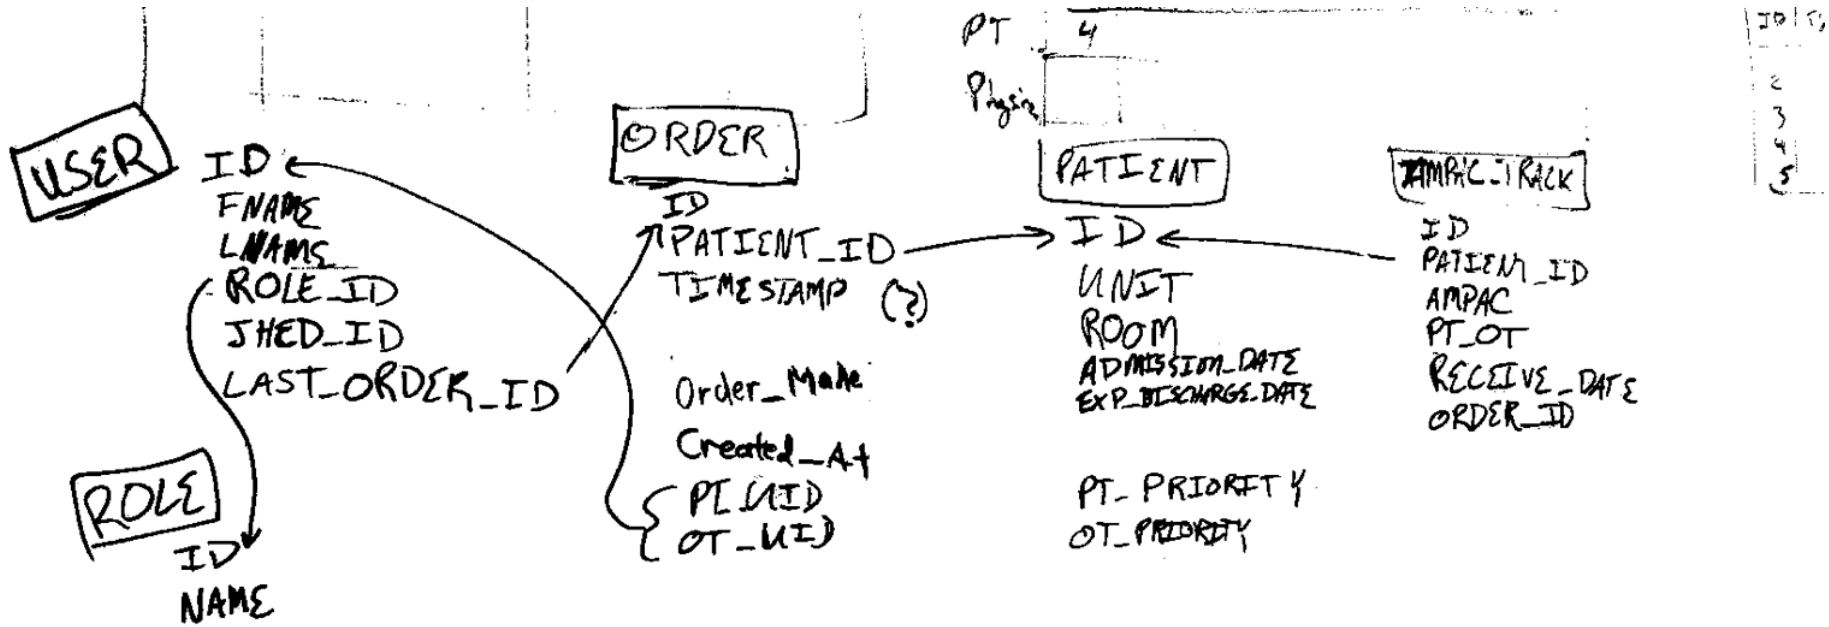 PT 4
USER
ID
FNAME
LNAME
ROLE_ID
JHED_ID
LAST_ORDER_ID
ROLE
ID
NAME
ORDER
ID
PATIENT_ID
TIMESTAMP (?)
Order_Made
Created_At
PT_UID
OT_UID
PATIENT
ID
UNIT
ROOM
ADMISSION_DATE
EXP_DISCHARGE_DATE
PT_PRIORITY
OT_PRIORITY
AMPAC_TRACK
ID
PATIENT_ID
AMPAC
PT_OT
RECEIVE_DATE
ORDER_ID
ID
2
3
4
5